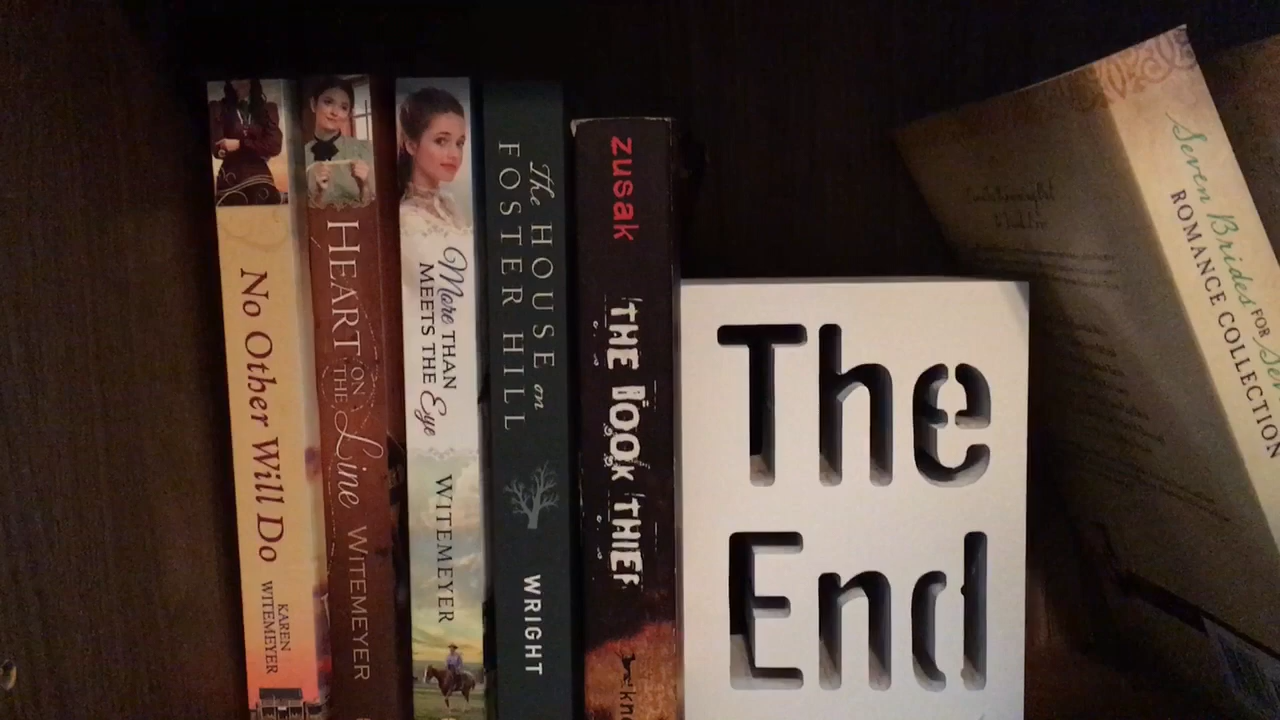 No Other Will Do
KAREN
WITEMEYER
HEART
ON
THE
Line
WITEMEYER
More THAN
MEETS THE Eye
WITEMEYER
The HOUSE on
FOSTER HILL
WRIGHT
zusak
THE BOOK THIEF
The
End
Seven Brides FOR
ROMANCE COLLECTION